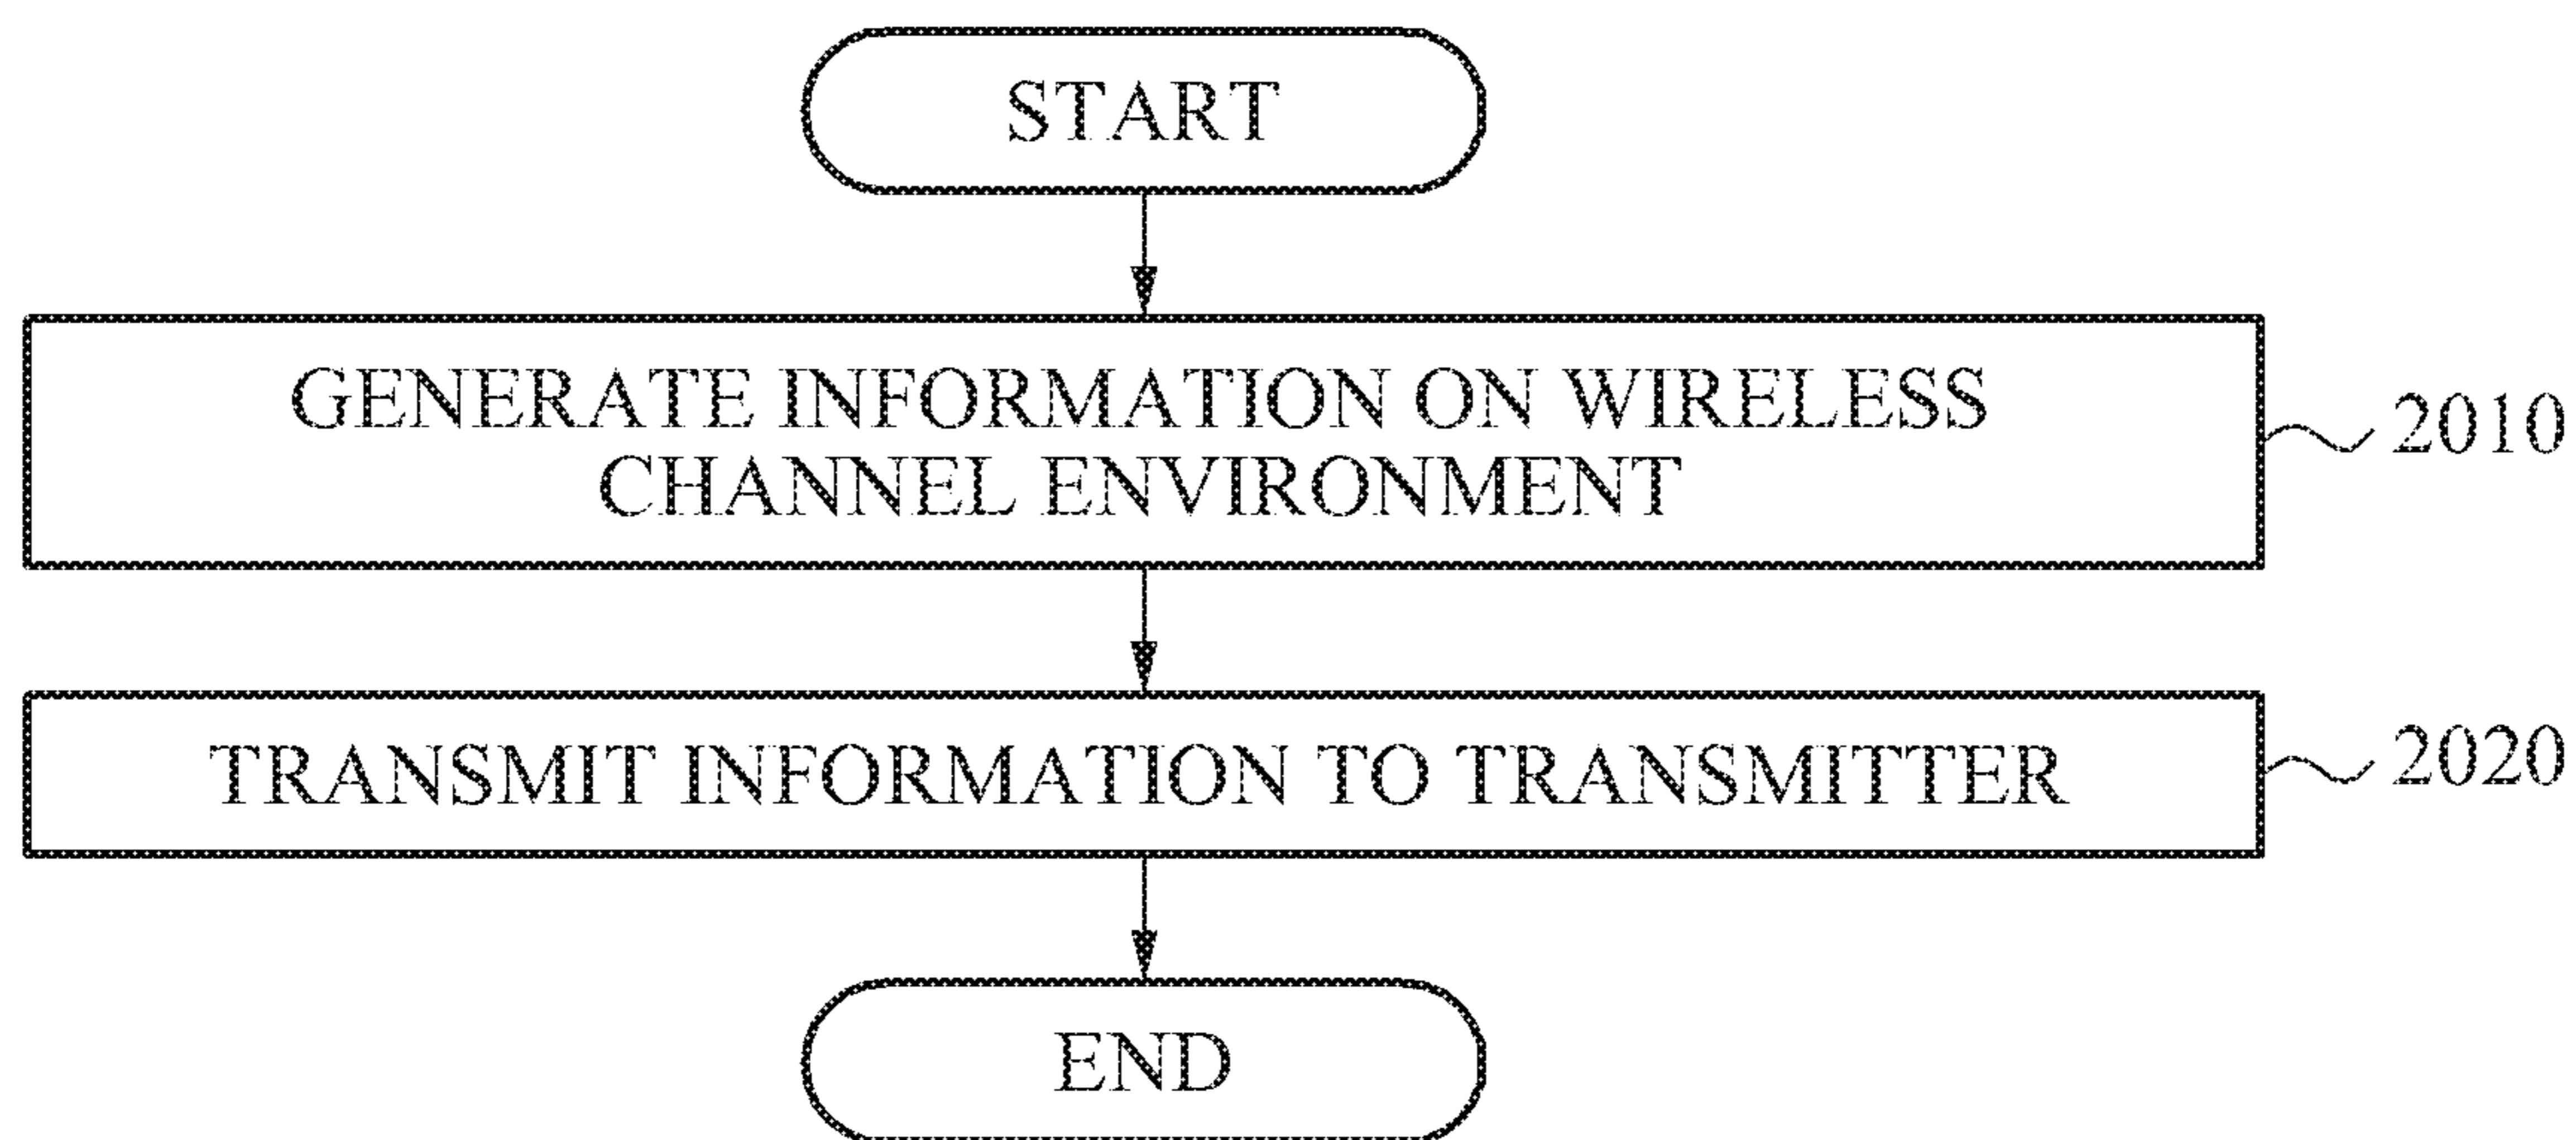 START
GENERATE INFORMATION ON WIRELESS
CHANNEL ENVIRONMENT
2010
TRANSMIT INFORMATION TO TRANSMITTER
2020
END